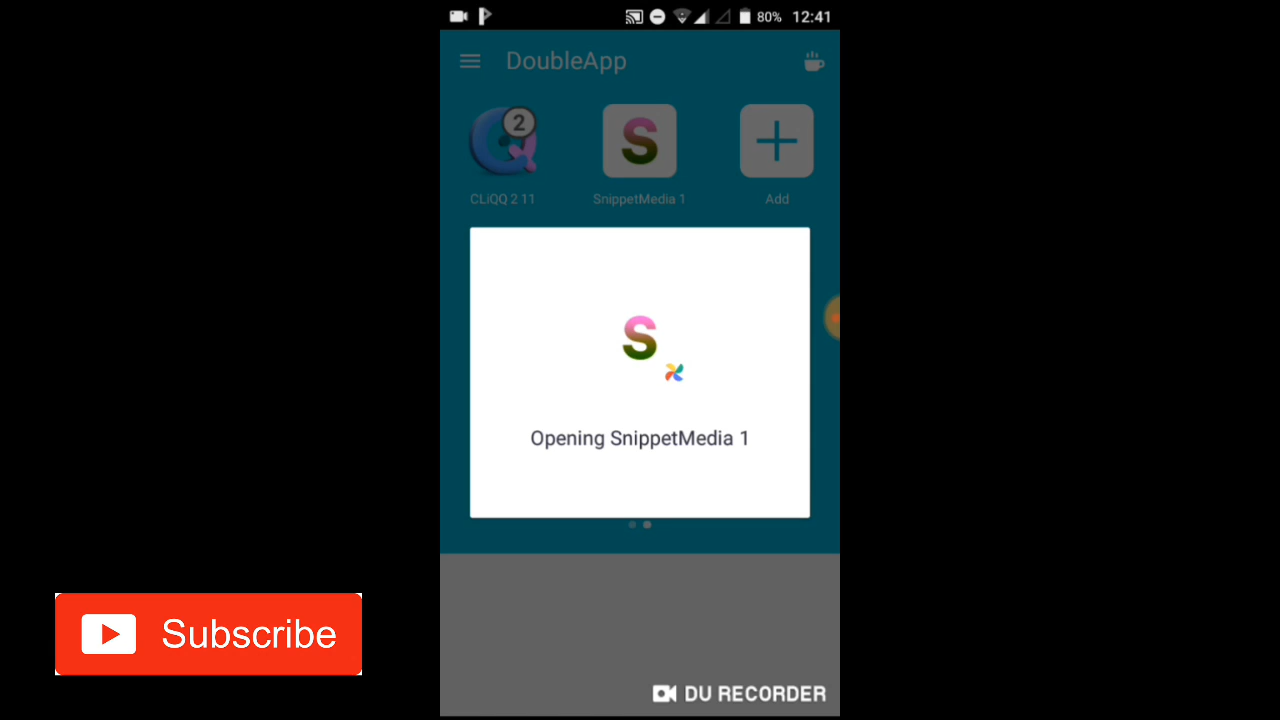 80% 12:41
DoubleApp
2
S
CLiQQ 2 11
SnippetMedia 1
Add
S
Opening SnippetMedia 1
Subscribe
DU RECORDER